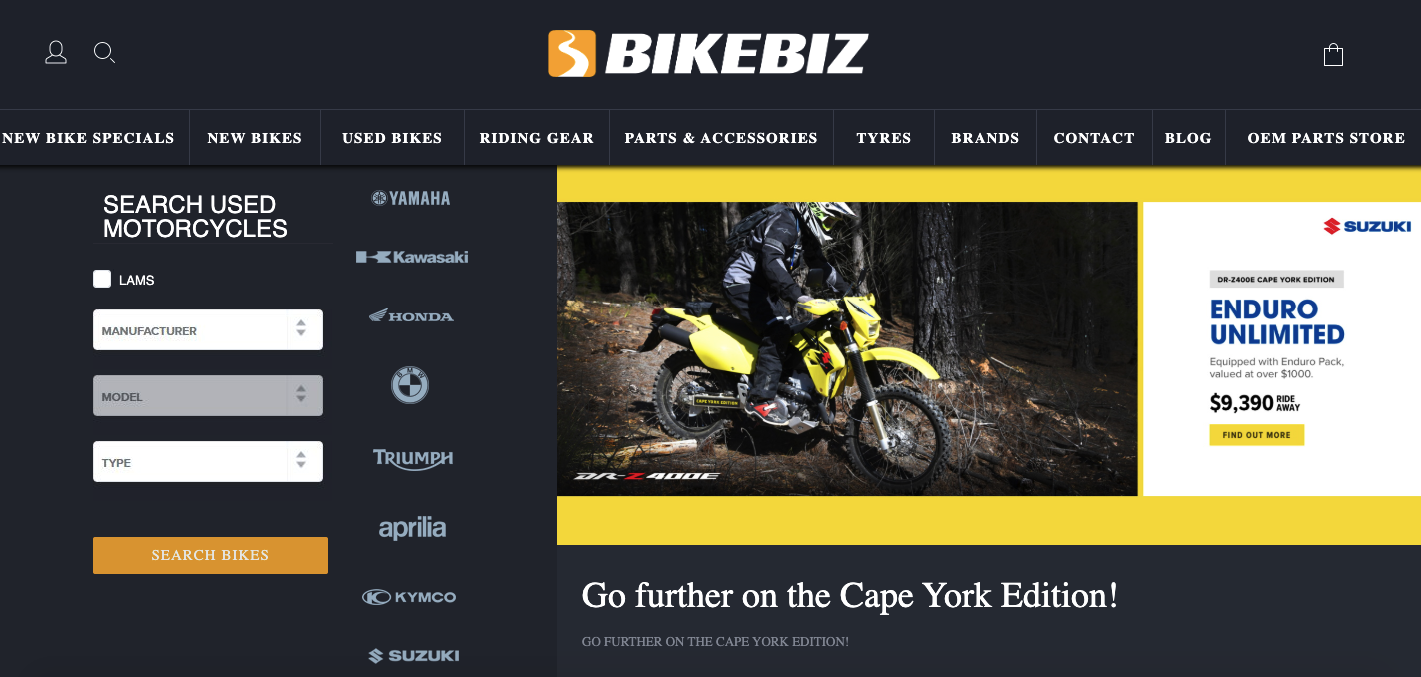 BIKEBIZ
NEW BIKE SPECIALS
NEW BIKES
USED BIKES
RIDING GEAR
PARTS & ACCESSORIES
TYRES
BRANDS
CONTACT
BLOG
OEM PARTS STORE
SEARCH USED
MOTORCYCLES
LAMS
MANUFACTURER
MODEL
TYPE
SEARCH BIKES
YAMAHA
Kawasaki
HONDA
BMW
TRIUMPH
aprilia
KYMCO
SUZUKI
CAPE YORK EDITION
DR-Z400E
SUZUKI
DR-Z400E CAPE YORK EDITION
ENDURO
UNLIMITED
Equipped with Enduro Pack,
valued at over $1000.
$9,390 RIDE AWAY
FIND OUT MORE
Go further on the Cape York Edition!
GO FURTHER ON THE CAPE YORK EDITION!